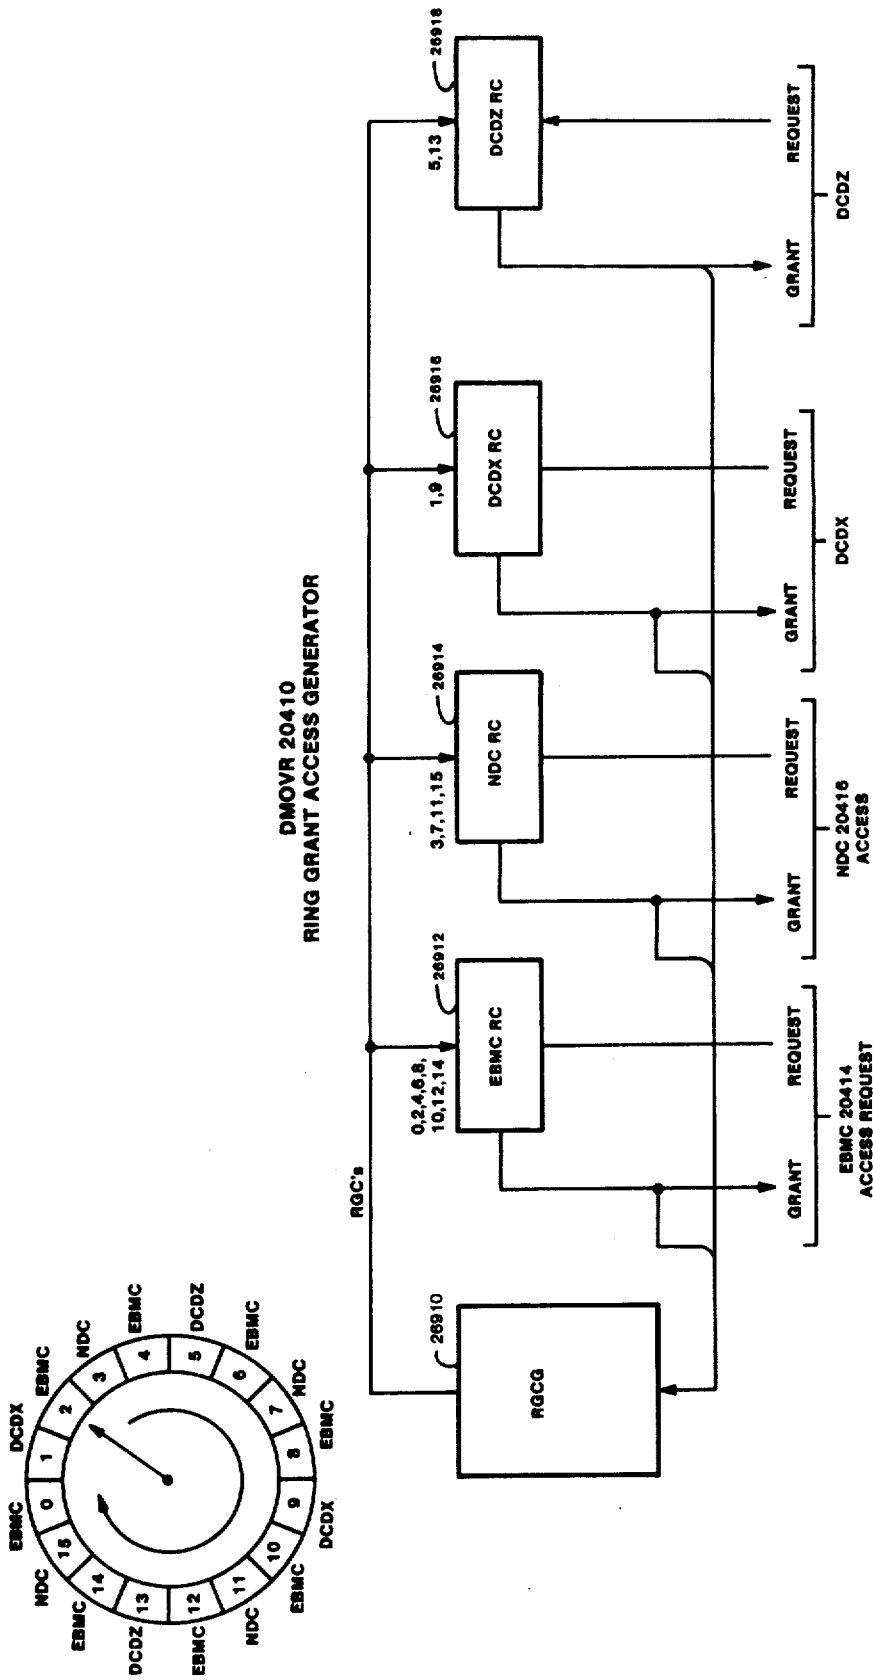 DMOVR 20410
RING GRANT ACCESS GENERATOR
EBMC
DCDX
EBMC
NDC
EBMC
DCDZ
EBMC
NDC
EBMC
DCDX
EBMC
NDC
EBMC
DCDZ
EBMC
NDC
0
1
2
3
4
5
6
7
8
9
10
11
12
13
14
15
RGC's
26910
RGCG
0,2,4,6,8,
10,12,14
26912
EBMC RC
3,7,11,15
26914
NDC RC
1,9
26916
DCDX RC
5,13
26918
DCDZ RC
GRANT
REQUEST
EBMC 20414
ACCESS REQUEST
GRANT
REQUEST
NDC 20416
ACCESS
GRANT
REQUEST
DCDX
GRANT
REQUEST
DCDZ